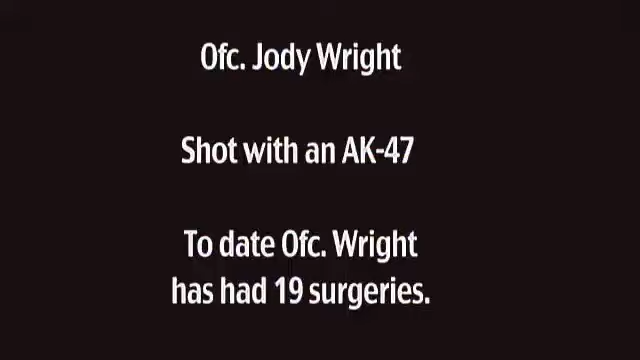 Ofc. Jody Wright
Shot with an AK-47
To date Ofc. Wright
has had 19 surgeries.